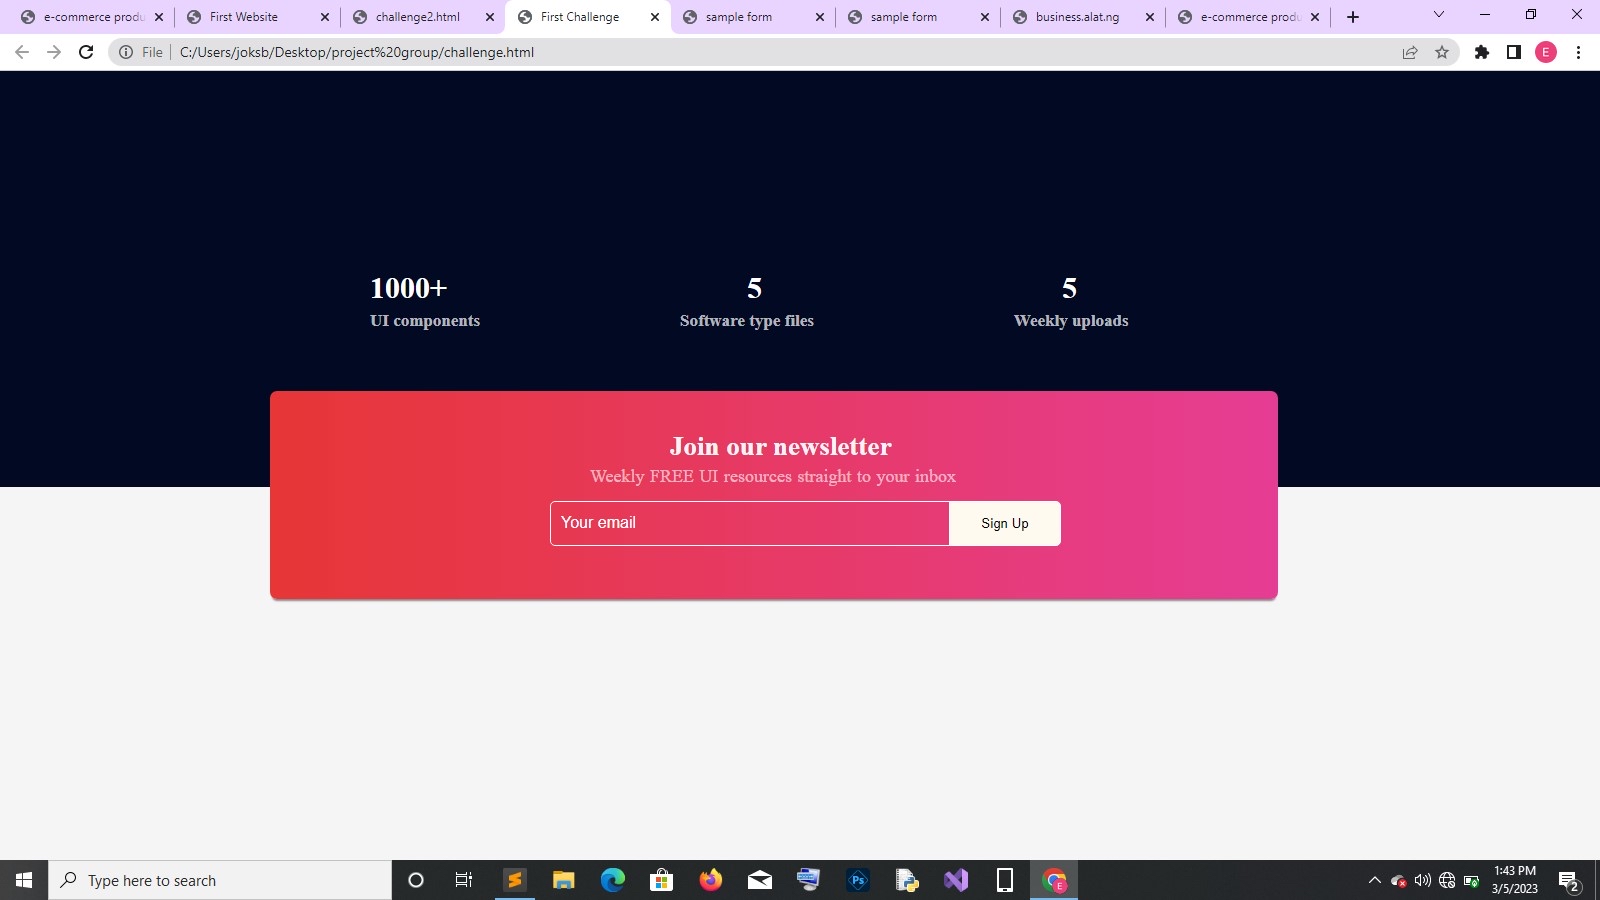 e-commerce produ
First Website
challenge2.html
First Challenge
sample form
sample form
business.alat.ng
e-commerce produ
File
C:/Users/joksb/Desktop/project%20group/challenge.html
E
1000+
5
5
UI components
Software type files
Weekly uploads
Join our newsletter
Weekly FREE UI resources straight to your inbox
Your email
Sign Up
Type here to search
Ps
E
1:43 PM
3/5/2023
2